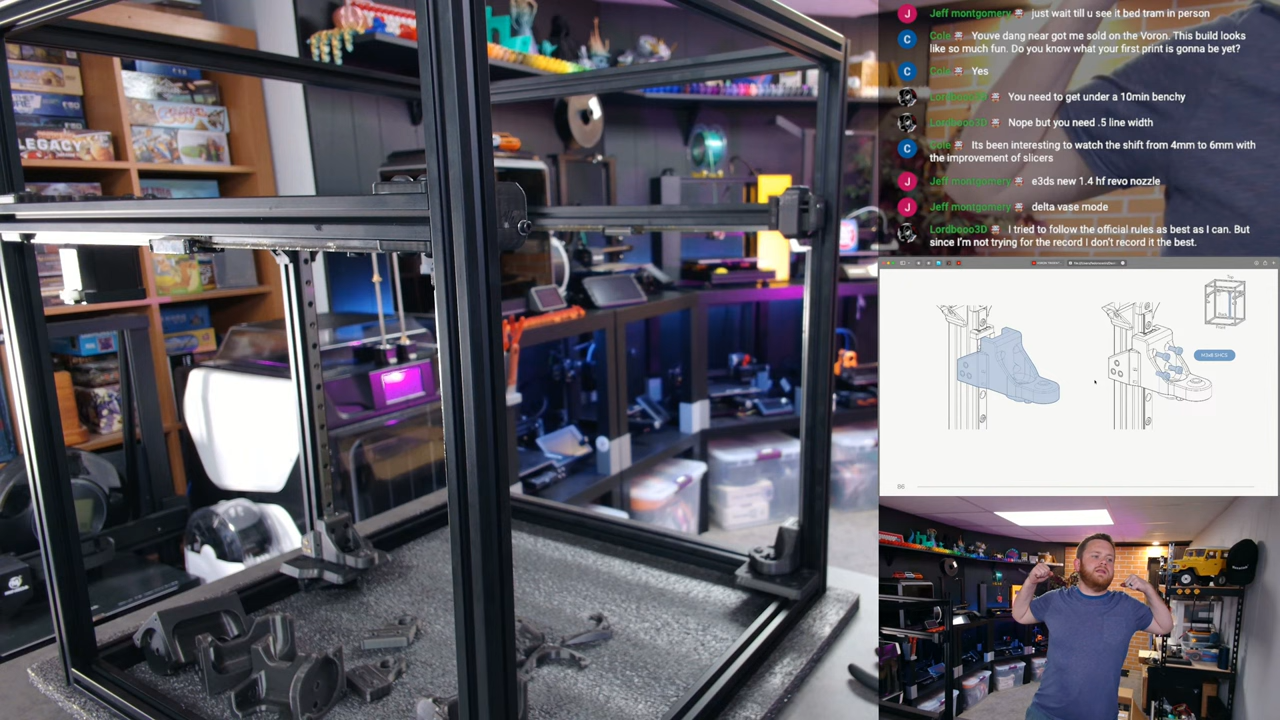 Jeff montgomery just wait till u see it bed tram in person
Cole Youve dang near got me sold on the Voron. This build looks
like so much fun. Do you know what your first print is gonna be yet?
Cole Yes
Lordbooo3D You need to get under a 10min benchy
Lordbooo3D Nope but you need .5 line width
Cole Its been interesting to watch the shift from 4mm to 6mm with
the improvement of slicers
Jeff montgomery e3ds new 1.4 hf revo nozzle
Jeff montgomery delta vase mode
Lordbooo3D I tried to follow the official rules as best as I can. But
since I'm not trying for the record I don't record it the best.
LEGACY
M3x8 SHCS
86